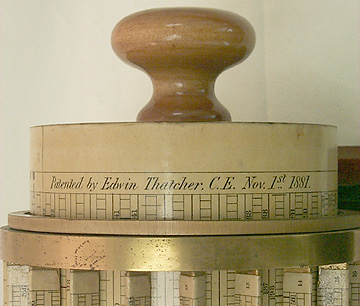 Patented by Edwin Thatcher, C.E. Nov. 1st 1881.